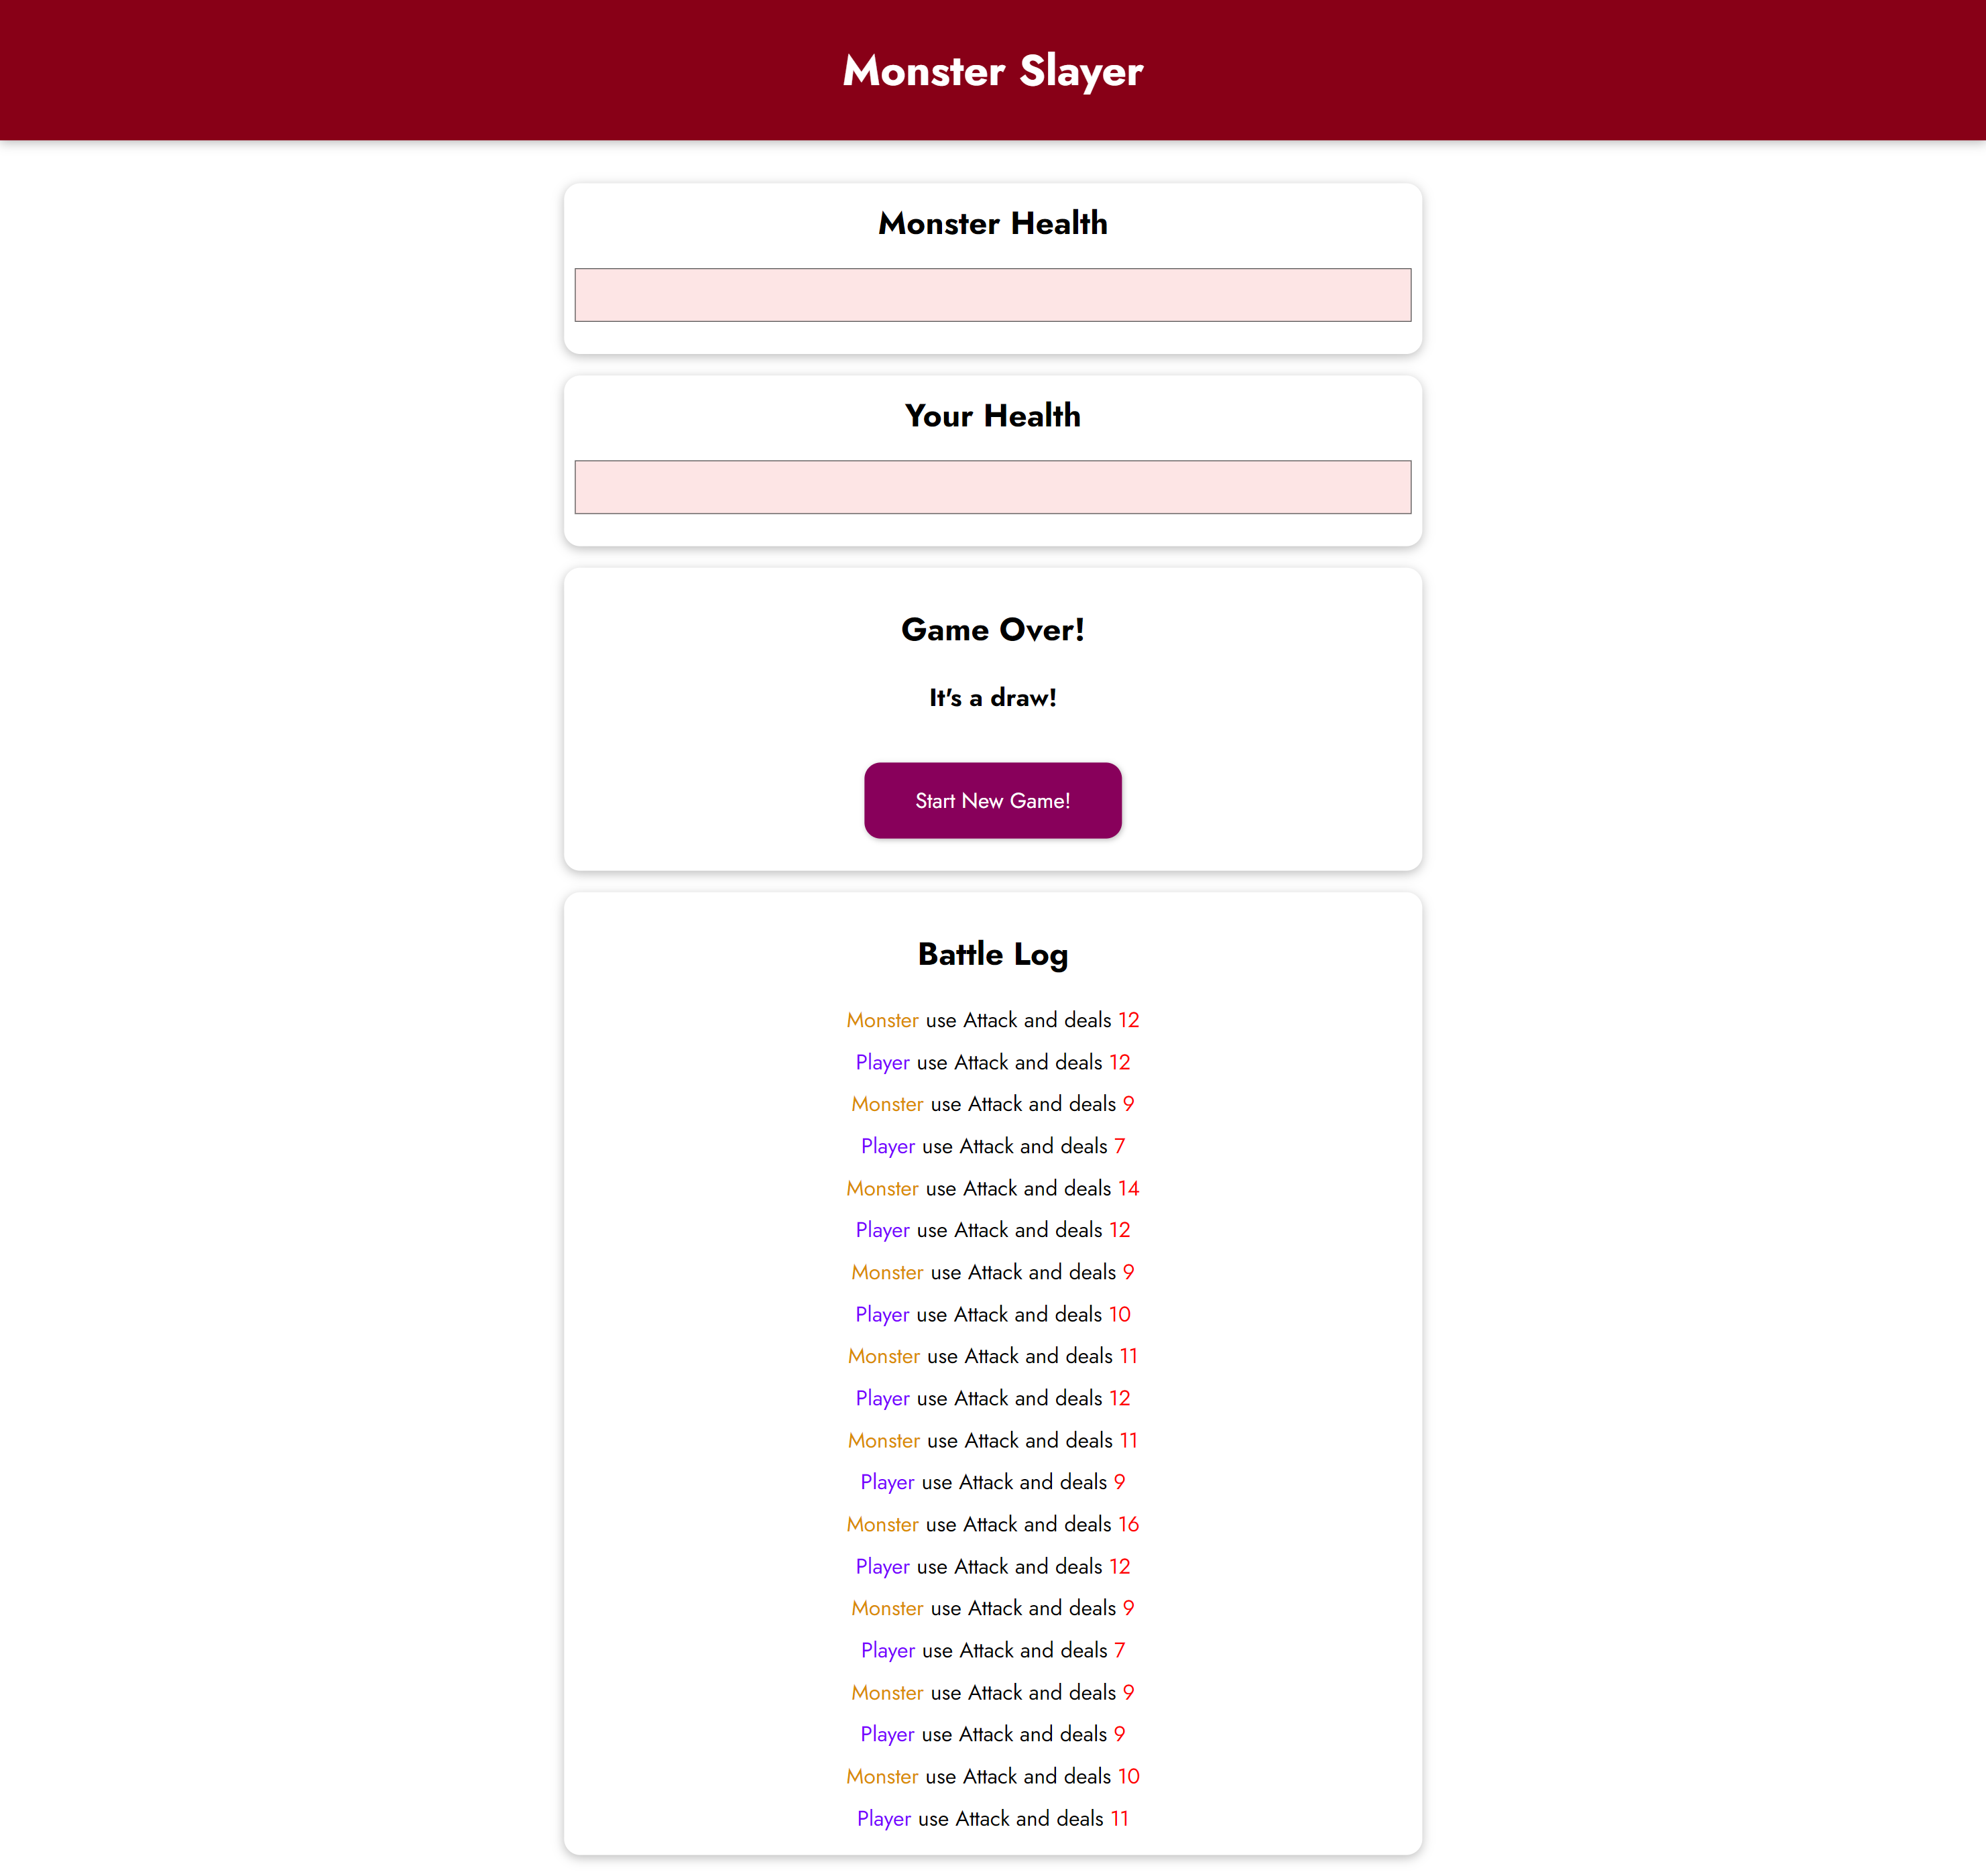 Monster Slayer
Monster Health
Your Health
Game Over!
It's a draw!
Start New Game!
Battle Log
Monster use Attack and deals 12
Player use Attack and deals 12
Monster use Attack and deals 9
Player use Attack and deals 7
Monster use Attack and deals 14
Player use Attack and deals 12
Monster use Attack and deals 9
Player use Attack and deals 10
Monster use Attack and deals 11
Player use Attack and deals 12
Monster use Attack and deals 11
Player use Attack and deals 9
Monster use Attack and deals 16
Player use Attack and deals 12
Monster use Attack and deals 9
Player use Attack and deals 7
Monster use Attack and deals 9
Player use Attack and deals 9
Monster use Attack and deals 10
Player use Attack and deals 11